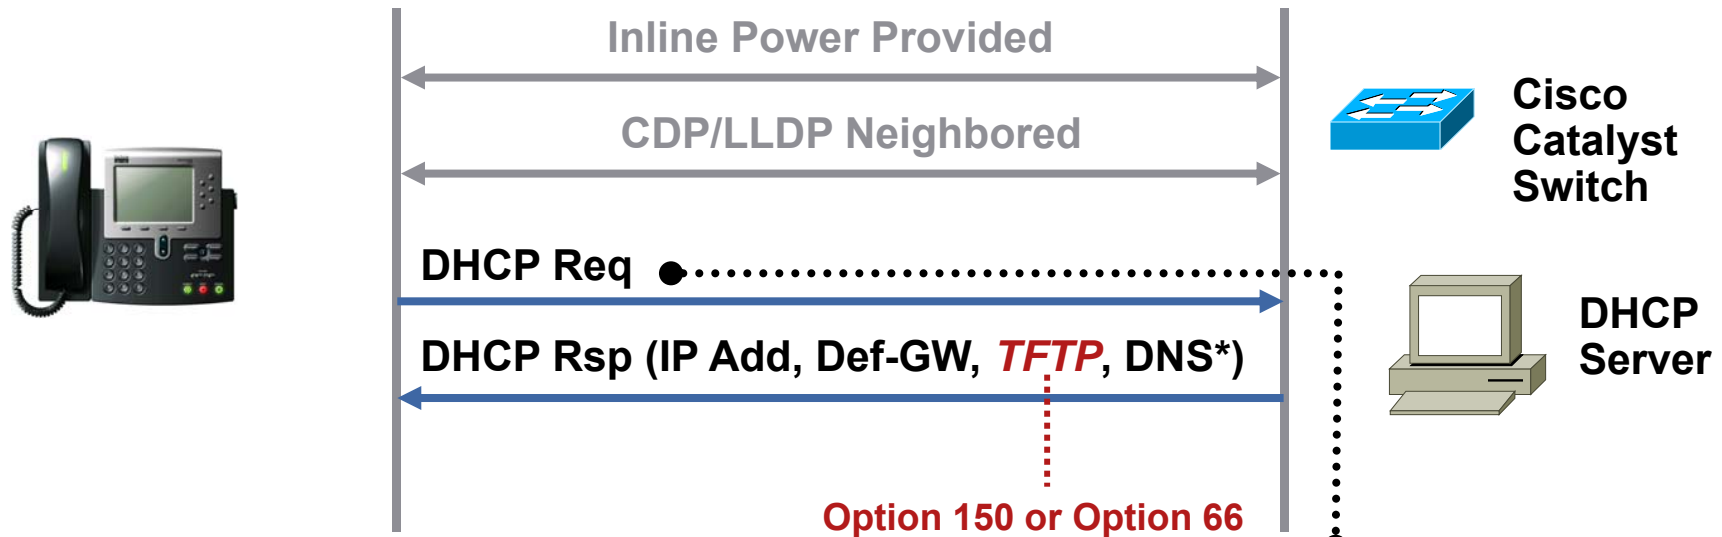 Inline Power Provided
CDP/LLDP Neighbored
Cisco
Catalyst
Switch
DHCP Req
DHCP Rsp (IP Add, Def-GW, TFTP, DNS*)
DHCP
Server
Option 150 or Option 66